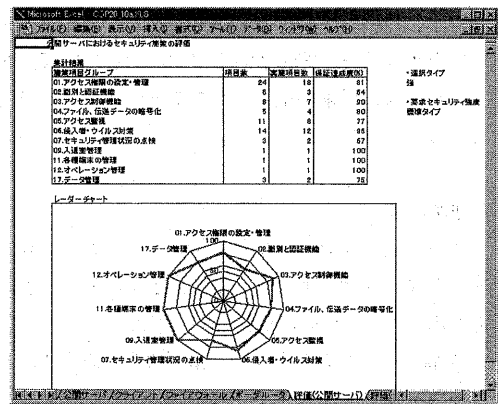 Microsoft Excel - CSP20_10a.XLS
ファイル(F) 編集(E) 表示(V) 挿入(I) 書式(O) ツール(T) データ(D) ウィンドウ(W) ヘルプ(H)
公開サーバにおけるセキュリティ施策の評価
集計結果
施策項目グループ 項目数 実施項目数 保証達成度(%)
01.アクセス権限の設定・管理 24 18 81
02.識別と認証機能 5 3 54
03.アクセス制御機能 8 7 90
04.ファイル、伝送データの暗号化 5 4 80
05.アクセス監視 11 8 77
06.侵入者・ウイルス対策 14 12 95
07.セキュリティ管理状況の点検 3 2 67
09.入退室管理 1 1 100
11.各種端末の管理 1 1 100
12.オペレーション管理 1 1 100
17.データ管理 3 2 75
・選択タイプ
強
・要求セキュリティ強度
標準タイプ
レーダーチャート
01.アクセス権限の設定・管理
100
02.識別と認証機能
03.アクセス制御機能
04.ファイル、伝送データの暗号化
05.アクセス監視
06.侵入者・ウイルス対策
07.セキュリティ管理状況の点検
09.入退室管理
11.各種端末の管理
12.オペレーション管理
17.データ管理
公開サーバ/クライアント/ファイアウォール/ポータルルータ/評価(公開サーバ)/評価(